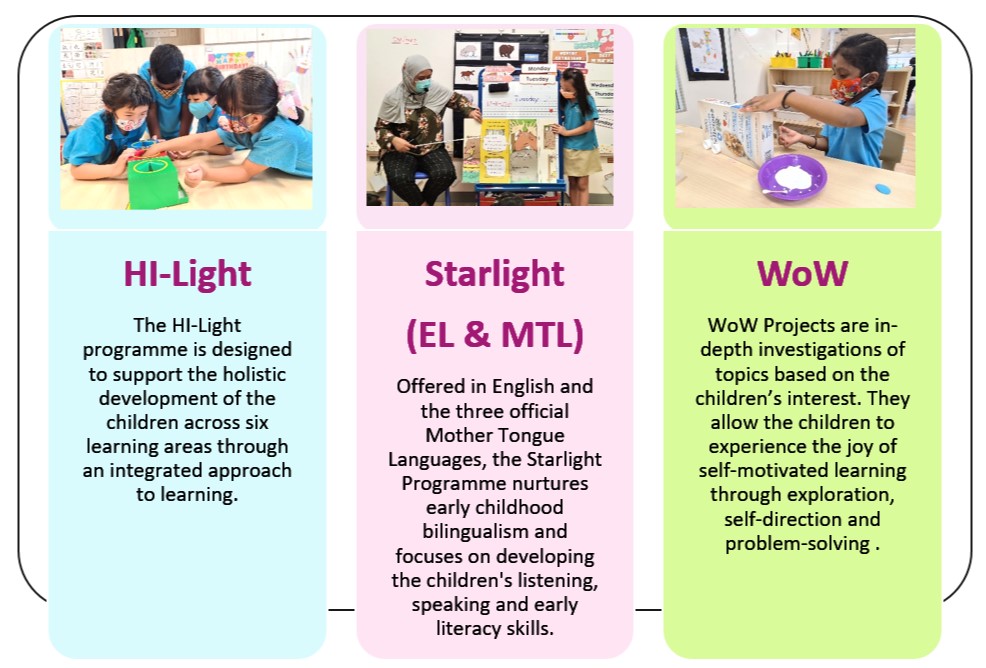 Monday
Tuesday
HI-Light
The HI-Light
programme is designed
to support the holistic
development of the
children across six
learning areas through
an integrated approach
to learning.
Starlight
(EL & MTL)
Offered in English and
the three official
Mother Tongue
Languages, the Starlight
Programme nurtures
early childhood
bilingualism and
focuses on developing
the children's listening,
speaking and early
literacy skills.
WoW
WoW Projects are in-
depth investigations of
topics based on the
children’s interest. They
allow the children to
experience the joy of
self-motivated learning
through exploration,
self-direction and
problem-solving .